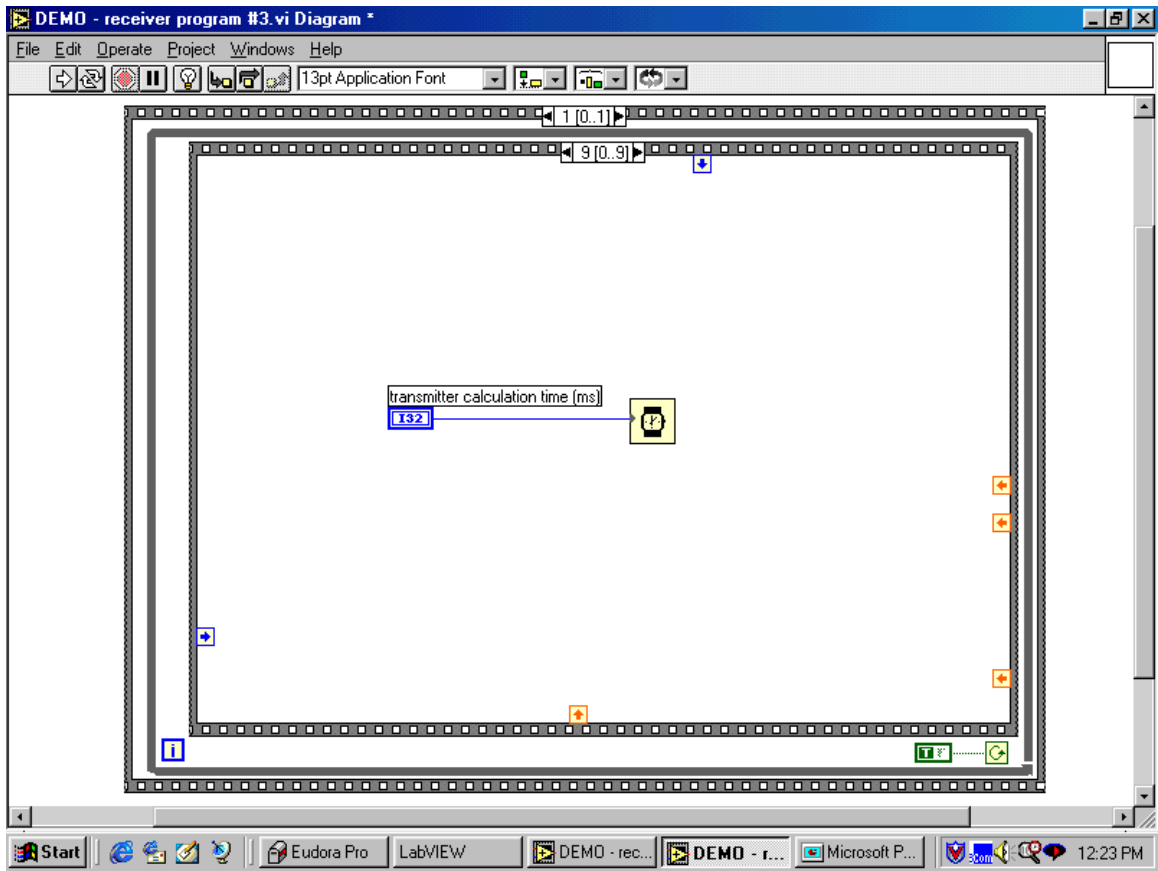 DEMO - receiver program #3.vi Diagram *
File Edit Operate Project Windows Help
13pt Application Font
1 [0..1]
9 [0..9]
transmitter calculation time (ms)
I32
i
T
Start
Eudora Pro
LabVIEW
DEMO - rec...
DEMO - r...
Microsoft P...
12:23 PM